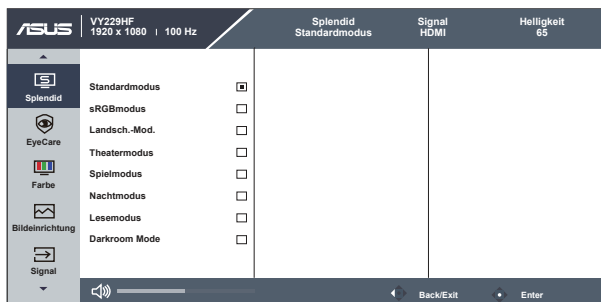 ASUS
VY229HF
1920 x 1080 | 100 Hz
Splendid
Standardmodus
Signal
HDMI
Helligkeit
65
Splendid
EyeCare
Farbe
Bildeinrichtung
Signal
Standardmodus
sRGBmodus
Landsch.-Mod.
Theatermodus
Spielmodus
Nachtmodus
Lesemodus
Darkroom Mode
Back/Exit
Enter